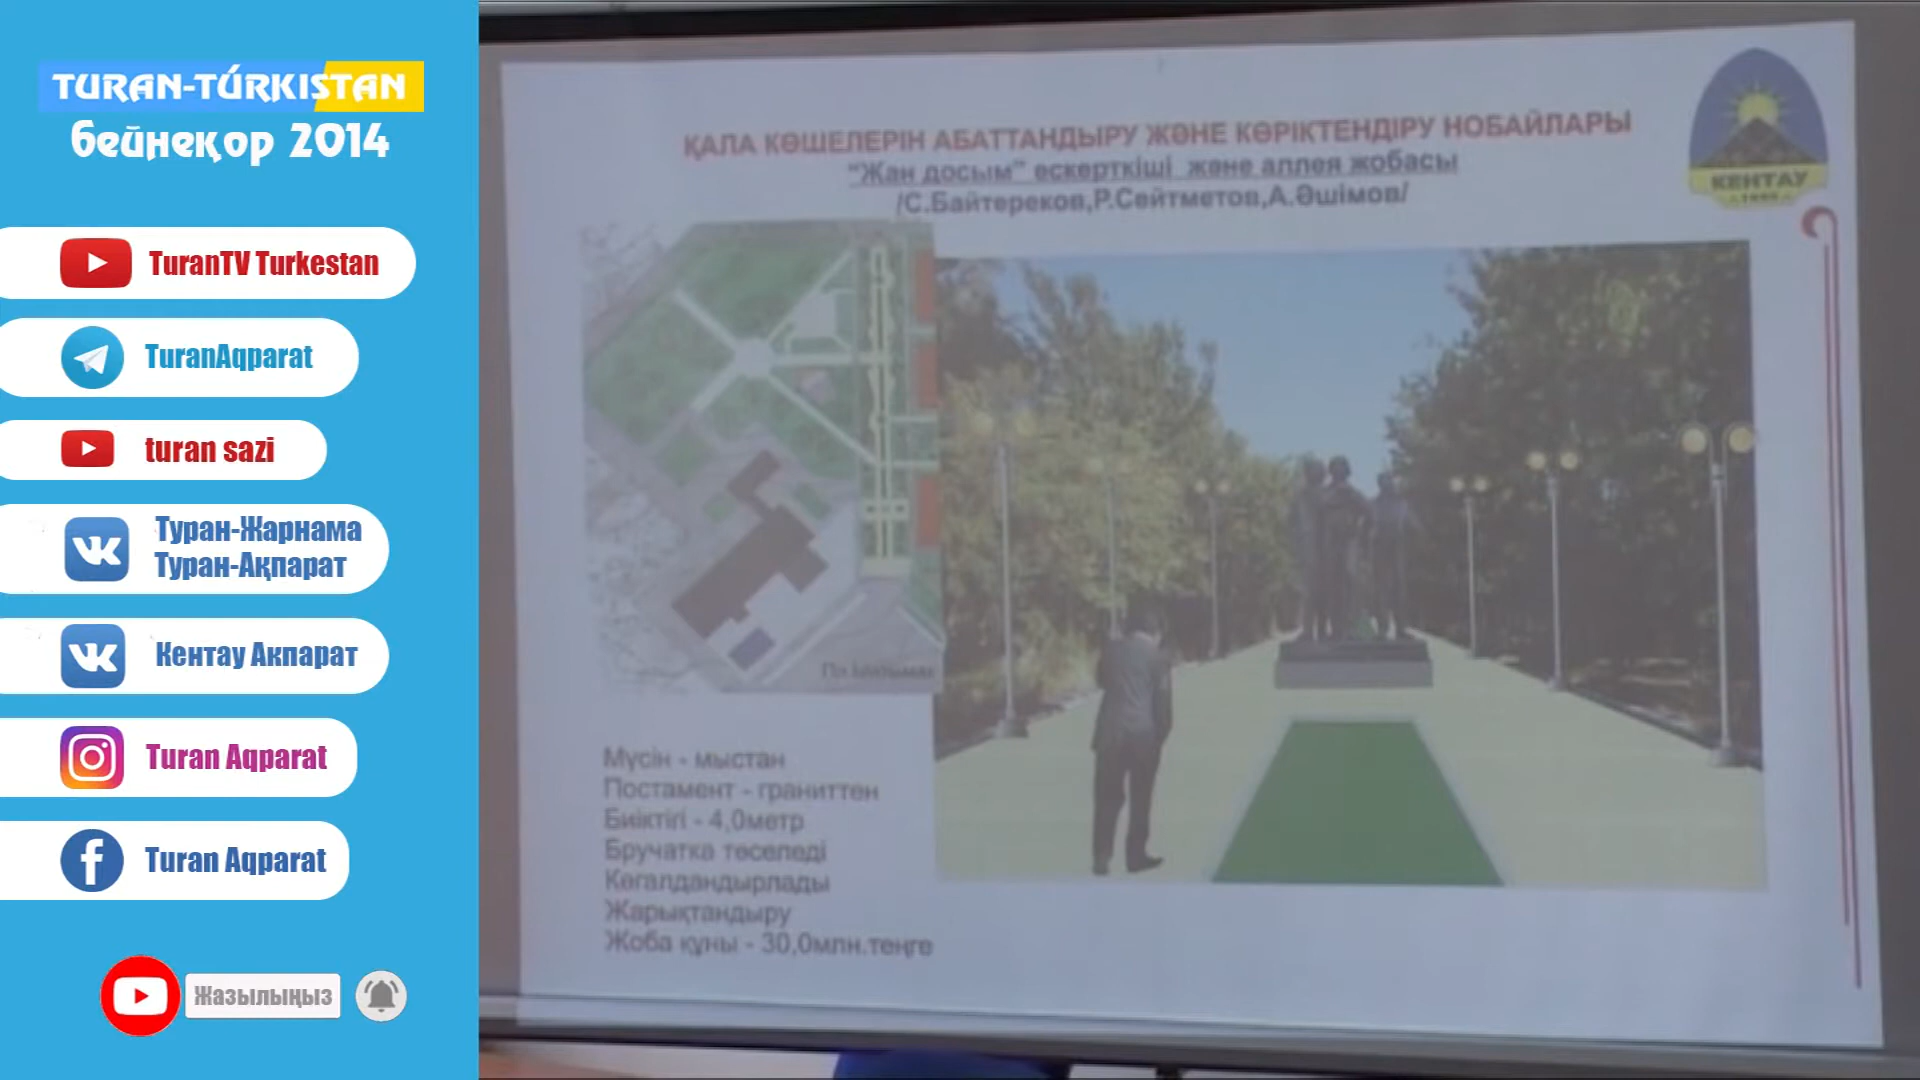 TURAN-TÚRKISTAN
бейнеқор 2014
TuranTV Turkestan
TuranAqparat
turan sazi
Туран-Жарнама
Туран-Ақпарат
Кентау Акпарат
Turan Aqparat
Turan Aqparat
Жазылыңыз
ҚАЛА КӨШЕЛЕРІН АБАТТАНДЫРУ ЖӘНЕ КӨРІКТЕНДІРУ НОБАЙЛАРЫ
"Жан досым" ескерткіші және аллея жобасы
/С.Байтереков,Р.Сейтметов,А.Әшімов/
КЕНТАУ
Мүсін - мыстан
Постамент - граниттен
Биіктігі - 4,0метр
Бручатка төселеді
Көгалдандырлады
Жарықтандыру
Жоба құны - 30,0млн.теңге